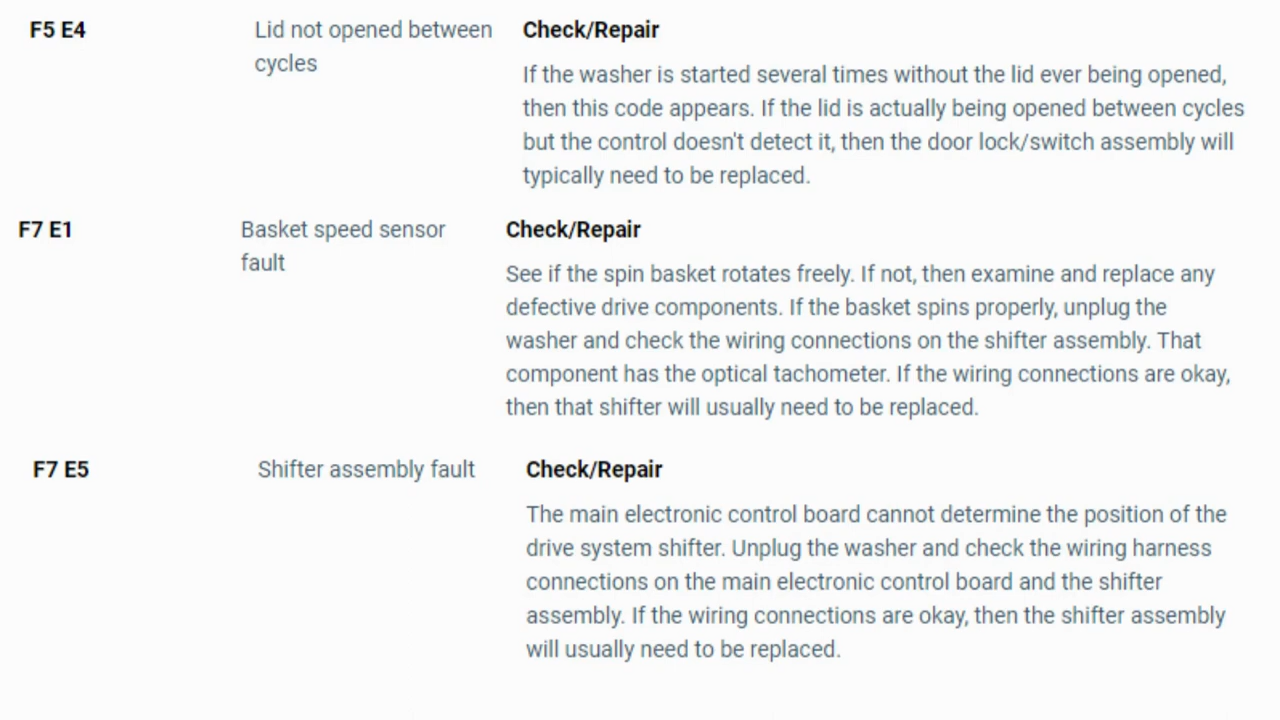 F5 E4 Lid not opened between Check/Repair
cycles
If the washer is started several times without the lid ever being opened,
then this code appears. If the lid is actually being opened between cycles
but the control doesn't detect it, then the door lock/switch assembly will
typically need to be replaced.
F7 E1 Basket speed sensor Check/Repair
fault
See if the spin basket rotates freely. If not, then examine and replace any
defective drive components. If the basket spins properly, unplug the
washer and check the wiring connections on the shifter assembly. That
component has the optical tachometer. If the wiring connections are okay,
then that shifter will usually need to be replaced.
F7 E5 Shifter assembly fault Check/Repair
The main electronic control board cannot determine the position of the
drive system shifter. Unplug the washer and check the wiring harness
connections on the main electronic control board and the shifter
assembly. If the wiring connections are okay, then the shifter assembly
will usually need to be replaced.